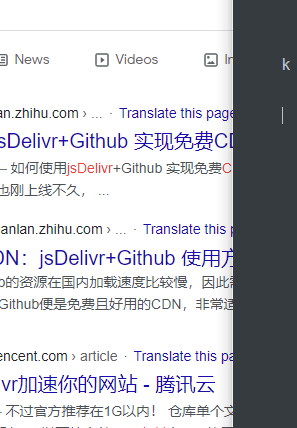 News Videos
k
lan.zhihu.com › ... · Translate this page
jsDelivr+Github 实现免费CD
— 如何使用jsDelivr+Github 实现免费C
也刚上线不久， ...
anlan.zhihu.com › ... · Translate this pag
DN：jsDelivr+Github 使用方
b的资源在国内加载速度比较慢，因此需
Github便是免费且好用的CDN，非常适
encent.com › article · Translate this page
vr加速你的网站 - 腾讯云
— 不过官方推荐在1G以内！ 仓库单个文